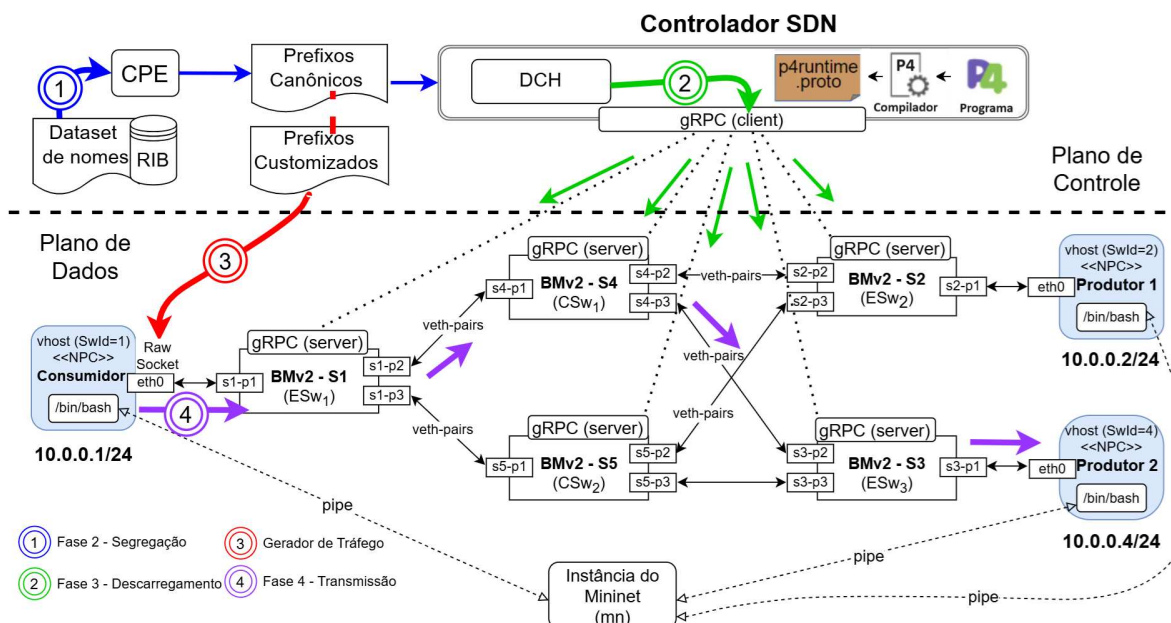 Controlador SDN
1
CPE
Prefixos
Canônicos
DCH
2
p4runtime
.proto
P4
Compilador
P4
Programa
gRPC (client)
Dataset
de nomes
RIB
Prefixos
Customizados
Plano de
Controle
Plano de
Dados
3
gRPC (server)
BMv2 - S4
(CSw1)
s4-p1
s4-p2
s4-p3
veth-pairs
gRPC (server)
BMv2 - S2
(ESw2)
s2-p2
s2-p3
s2-p1
vhost (SwId=2)
<<NPC>>
Produtor 1
eth0
/bin/bash
10.0.0.2/24
vhost (SwId=1)
<<NPC>>
Consumidor
eth0
/bin/bash
10.0.0.1/24
Raw
Socket
4
gRPC (server)
BMv2 - S1
(ESw1)
s1-p1
s1-p2
s1-p3
veth-pairs
veth-pairs
veth-pairs
veth-pairs
gRPC (server)
BMv2 - S5
(CSw2)
s5-p1
s5-p2
s5-p3
gRPC (server)
BMv2 - S3
(ESw3)
s3-p2
s3-p3
s3-p1
vhost (SwId=4)
<<NPC>>
Produtor 2
eth0
/bin/bash
10.0.0.4/24
pipe
pipe
pipe
Instância do
Mininet
(mn)
1 Fase 2 - Segregação
3 Gerador de Tráfego
2 Fase 3 - Descarregamento
4 Fase 4 - Transmissão